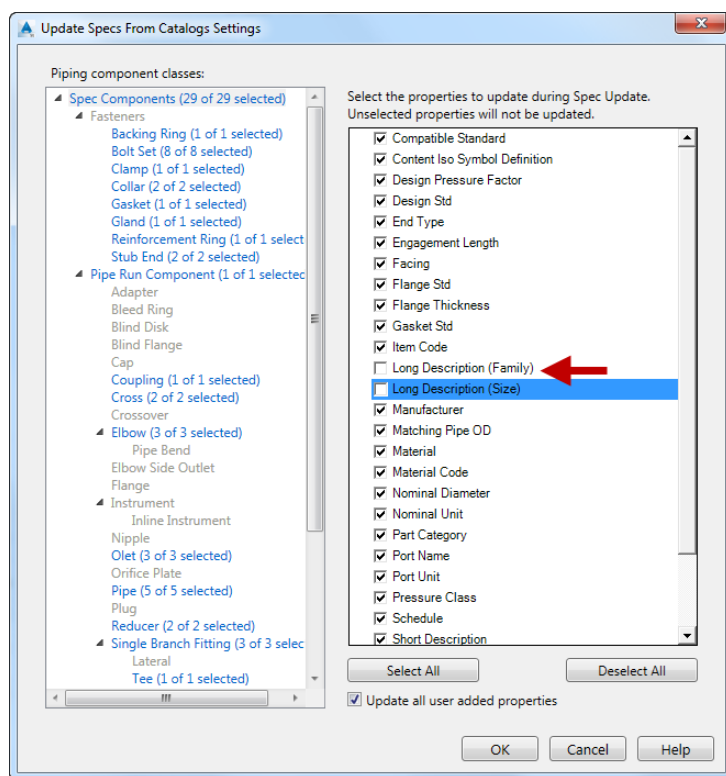 Update Specs From Catalogs Settings
Piping component classes:
Spec Components (29 of 29 selected)
Fasteners
Backing Ring (1 of 1 selected)
Bolt Set (8 of 8 selected)
Clamp (1 of 1 selected)
Collar (2 of 2 selected)
Gasket (1 of 1 selected)
Gland (1 of 1 selected)
Reinforcement Ring (1 of 1 select
Stub End (2 of 2 selected)
Pipe Run Component (1 of 1 selectec
Adapter
Bleed Ring
Blind Disk
Blind Flange
Cap
Coupling (1 of 1 selected)
Cross (2 of 2 selected)
Crossover
Elbow (3 of 3 selected)
Pipe Bend
Elbow Side Outlet
Flange
Instrument
Inline Instrument
Nipple
Olet (3 of 3 selected)
Orifice Plate
Pipe (5 of 5 selected)
Plug
Reducer (2 of 2 selected)
Single Branch Fitting (3 of 3 selec
Lateral
Tee (1 of 1 selected)
Select the properties to update during Spec Update.
Unselected properties will not be updated.
Compatible Standard
Content Iso Symbol Definition
Design Pressure Factor
Design Std
End Type
Engagement Length
Facing
Flange Std
Flange Thickness
Gasket Std
Item Code
Long Description (Family)
Long Description (Size)
Manufacturer
Matching Pipe OD
Material
Material Code
Nominal Diameter
Nominal Unit
Part Category
Port Name
Port Unit
Pressure Class
Schedule
Short Description
Select All
Deselect All
Update all user added properties
OK
Cancel
Help